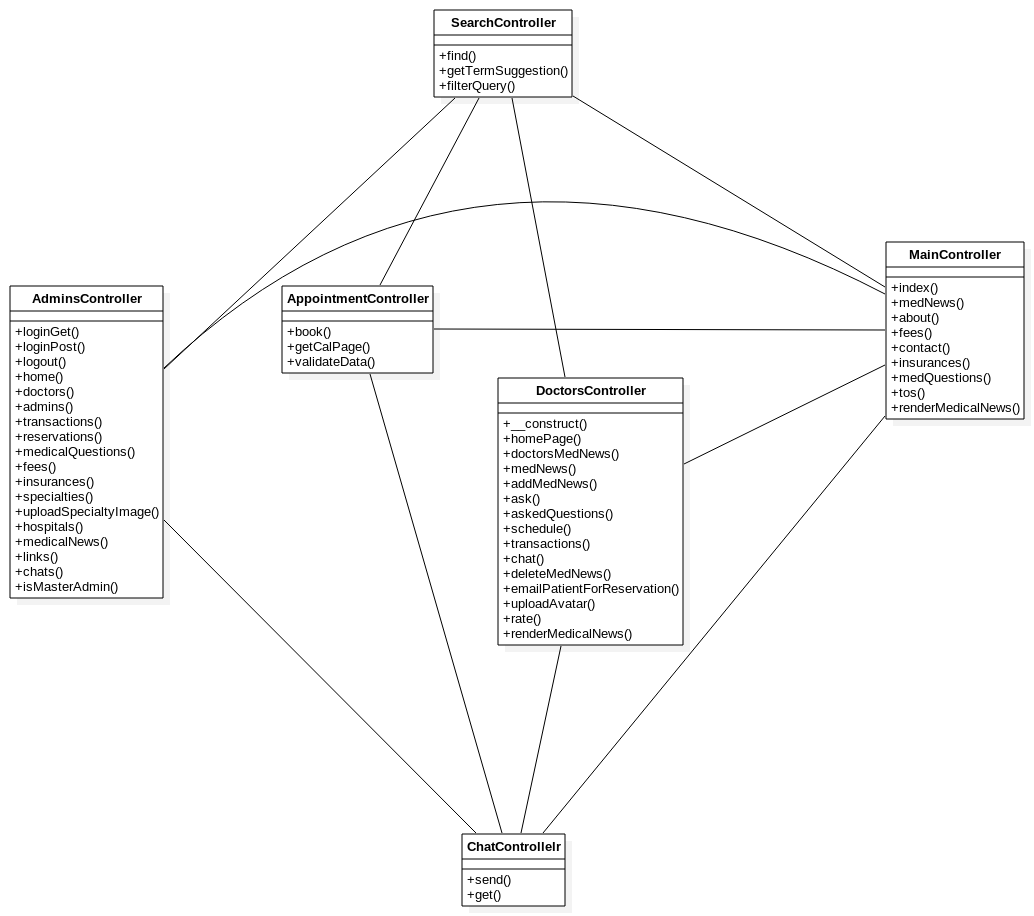 SearchController
+find()
+getTermSuggestion()
+filterQuery()
MainController
+index()
+medNews()
+about()
+fees()
+contact()
+insurances()
+medQuestions()
+tos()
+renderMedicalNews()
AdminsController
+loginGet()
+loginPost()
+logout()
+home()
+doctors()
+admins()
+transactions()
+reservations()
+medicalQuestions()
+fees()
+insurances()
+specialties()
+uploadSpecialtyImage()
+hospitals()
+medicalNews()
+links()
+chats()
+isMasterAdmin()
AppointmentController
+book()
+getCalPage()
+validateData()
DoctorsController
+__construct()
+homePage()
+doctorsMedNews()
+medNews()
+addMedNews()
+ask()
+askedQuestions()
+schedule()
+transactions()
+chat()
+deleteMedNews()
+emailPatientForReservation()
+uploadAvatar()
+rate()
+renderMedicalNews()
ChatControllelr
+send()
+get()